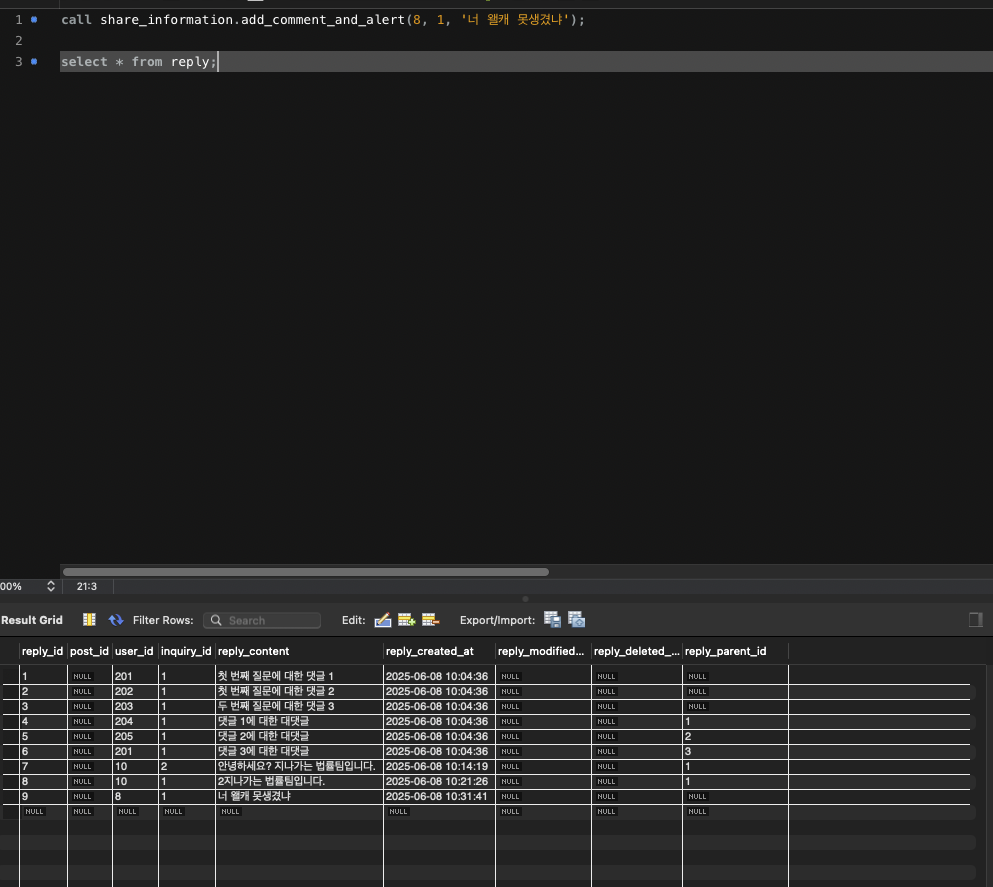 1 call share_information.add_comment_and_alert(8, 1, '너 왤캐 못생겼냐');
2
3 select * from reply;
00% 21:3
Result Grid Filter Rows: Search Edit: Export/Import:
reply_id post_id user_id inquiry_id reply_content reply_created_at reply_modified... reply_deleted_... reply_parent_id
1 NULL 201 1 첫 번째 질문에 대한 댓글 1 2025-06-08 10:04:36 NULL NULL NULL
2 NULL 202 1 첫 번째 질문에 대한 댓글 2 2025-06-08 10:04:36 NULL NULL NULL
3 NULL 203 1 두 번째 질문에 대한 댓글 3 2025-06-08 10:04:36 NULL NULL NULL
4 NULL 204 1 댓글 1에 대한 대댓글 2025-06-08 10:04:36 NULL NULL 1
5 NULL 205 1 댓글 2에 대한 대댓글 2025-06-08 10:04:36 NULL NULL 2
6 NULL 201 1 댓글 3에 대한 대댓글 2025-06-08 10:04:36 NULL NULL 3
7 NULL 10 2 안녕하세요? 지나가는 법률팀입니다. 2025-06-08 10:14:19 NULL NULL 1
8 NULL 10 1 2지나가는 법률팀입니다. 2025-06-08 10:21:26 NULL NULL 1
9 NULL 8 1 너 왤캐 못생겼냐 2025-06-08 10:31:41 NULL NULL NULL
NULL NULL NULL NULL NULL NULL NULL NULL NULL